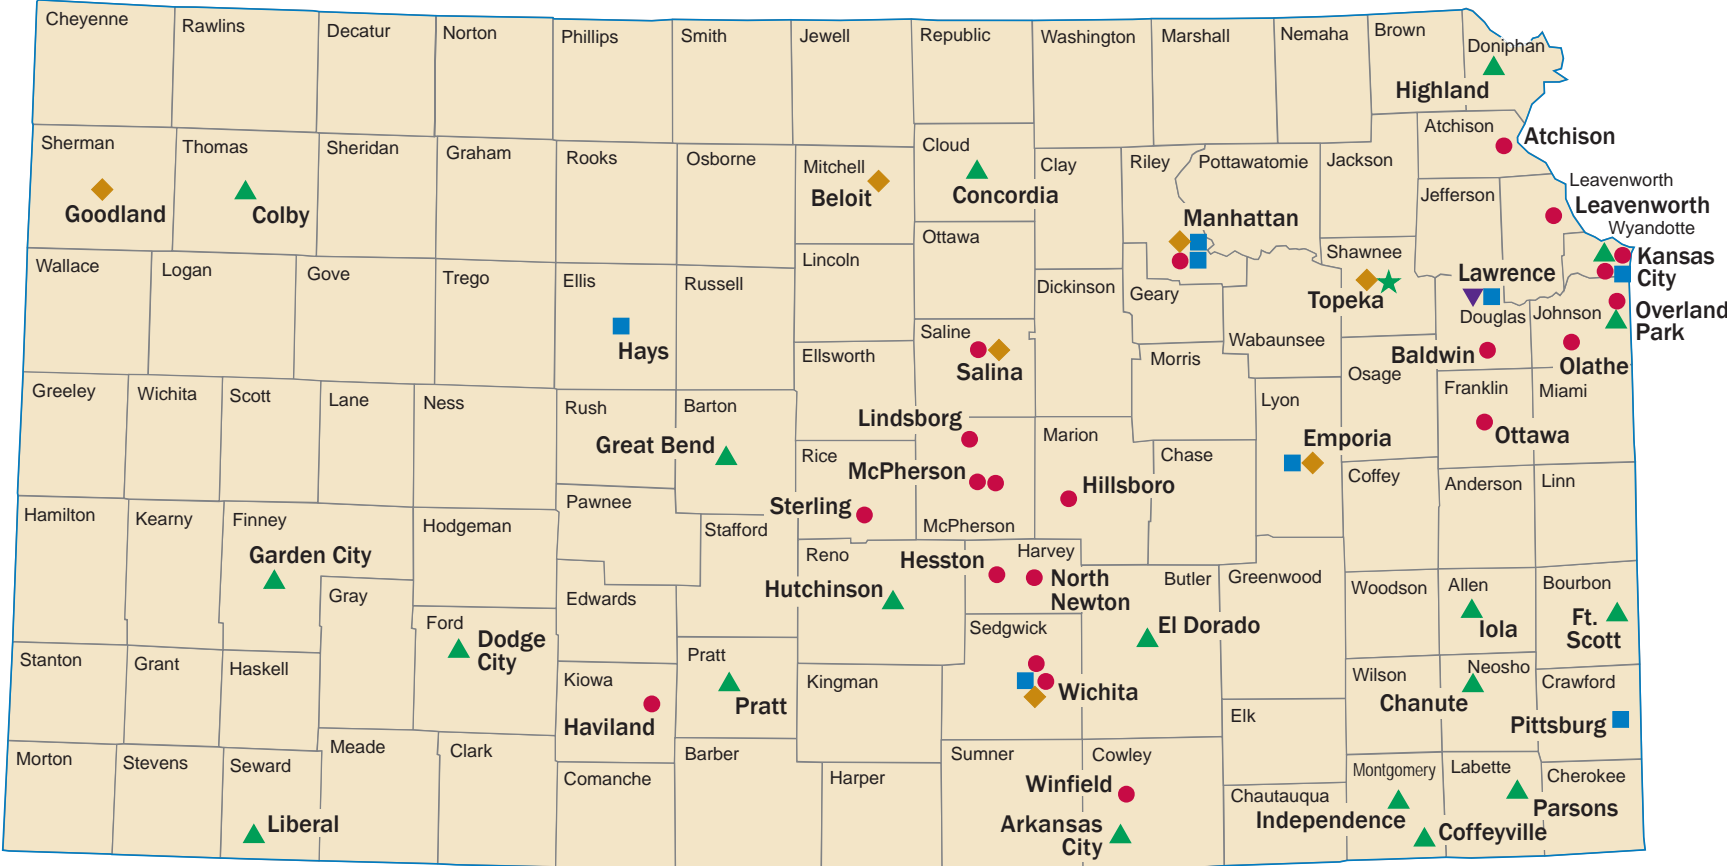 Cheyenne
Rawlins
Decatur
Norton
Phillips
Smith
Jewell
Republic
Washington
Marshall
Nemaha
Brown
Doniphan
Highland
Sherman
Goodland
Thomas
Colby
Sheridan
Graham
Rooks
Osborne
Mitchell
Beloit
Cloud
Concordia
Clay
Riley
Pottawatomie
Manhattan
Jackson
Atchison
Atchison
Jefferson
Leavenworth
Leavenworth
Wyandotte
Kansas
City
Wallace
Logan
Gove
Trego
Ellis
Hays
Russell
Lincoln
Ottawa
Dickinson
Geary
Shawnee
Topeka
Wabaunsee
Lawrence
Douglas
Johnson
Overland
Park
Olathe
Baldwin
Saline
Salina
Ellsworth
Morris
Osage
Greeley
Wichita
Scott
Lane
Ness
Rush
Barton
Great Bend
Rice
Sterling
Lindsborg
McPherson
McPherson
Marion
Hillsboro
Chase
Lyon
Emporia
Franklin
Ottawa
Miami
Coffey
Anderson
Linn
Hamilton
Kearny
Finney
Garden City
Hodgeman
Pawnee
Stafford
Reno
Hutchinson
Hesston
Harvey
North
Newton
Butler
El Dorado
Greenwood
Woodson
Allen
Iola
Bourbon
Ft.
Scott
Gray
Ford
Dodge
City
Edwards
Stanton
Grant
Haskell
Kiowa
Haviland
Pratt
Pratt
Kingman
Sedgwick
Wichita
Elk
Wilson
Neosho
Chanute
Crawford
Pittsburg
Morton
Stevens
Seward
Liberal
Meade
Clark
Comanche
Barber
Harper
Sumner
Cowley
Winfield
Arkansas
City
Chautauqua
Montgomery
Independence
Coffeyville
Labette
Parsons
Cherokee